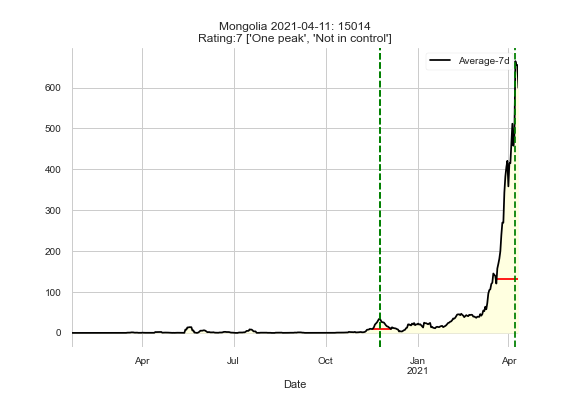 Mongolia 2021-04-11: 15014
Rating:7 ['One peak', 'Not in control']
Average-7d
600
500
400
300
200
100
0
Apr
Jul
Oct
Jan
2021
Apr
Date